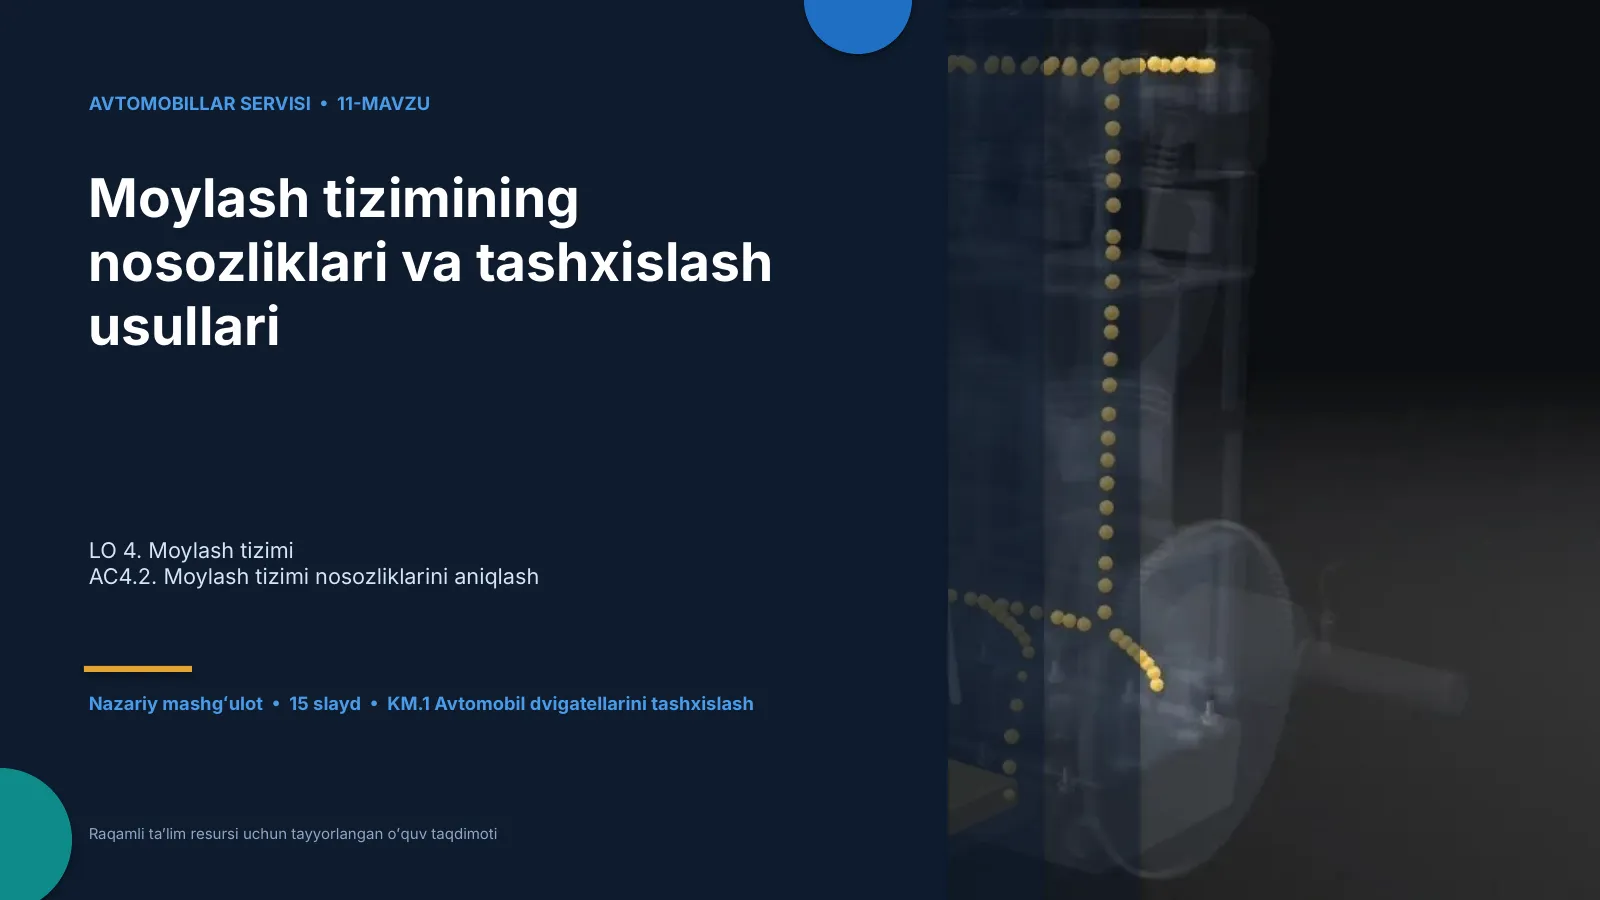 AVTOMOBILLAR SERVISI • 11-MAVZU
Moylash tizimining
nosozliklari va tashxislash
usullari
LO 4. Moylash tizimi
AC4.2. Moylash tizimi nosozliklarini aniqlash
Nazariy mashgʻulot • 15 slayd • KM.1 Avtomobil dvigatellarini tashxislash
Raqamli taʼlim resursi uchun tayyorlangan oʻquv taqdimoti